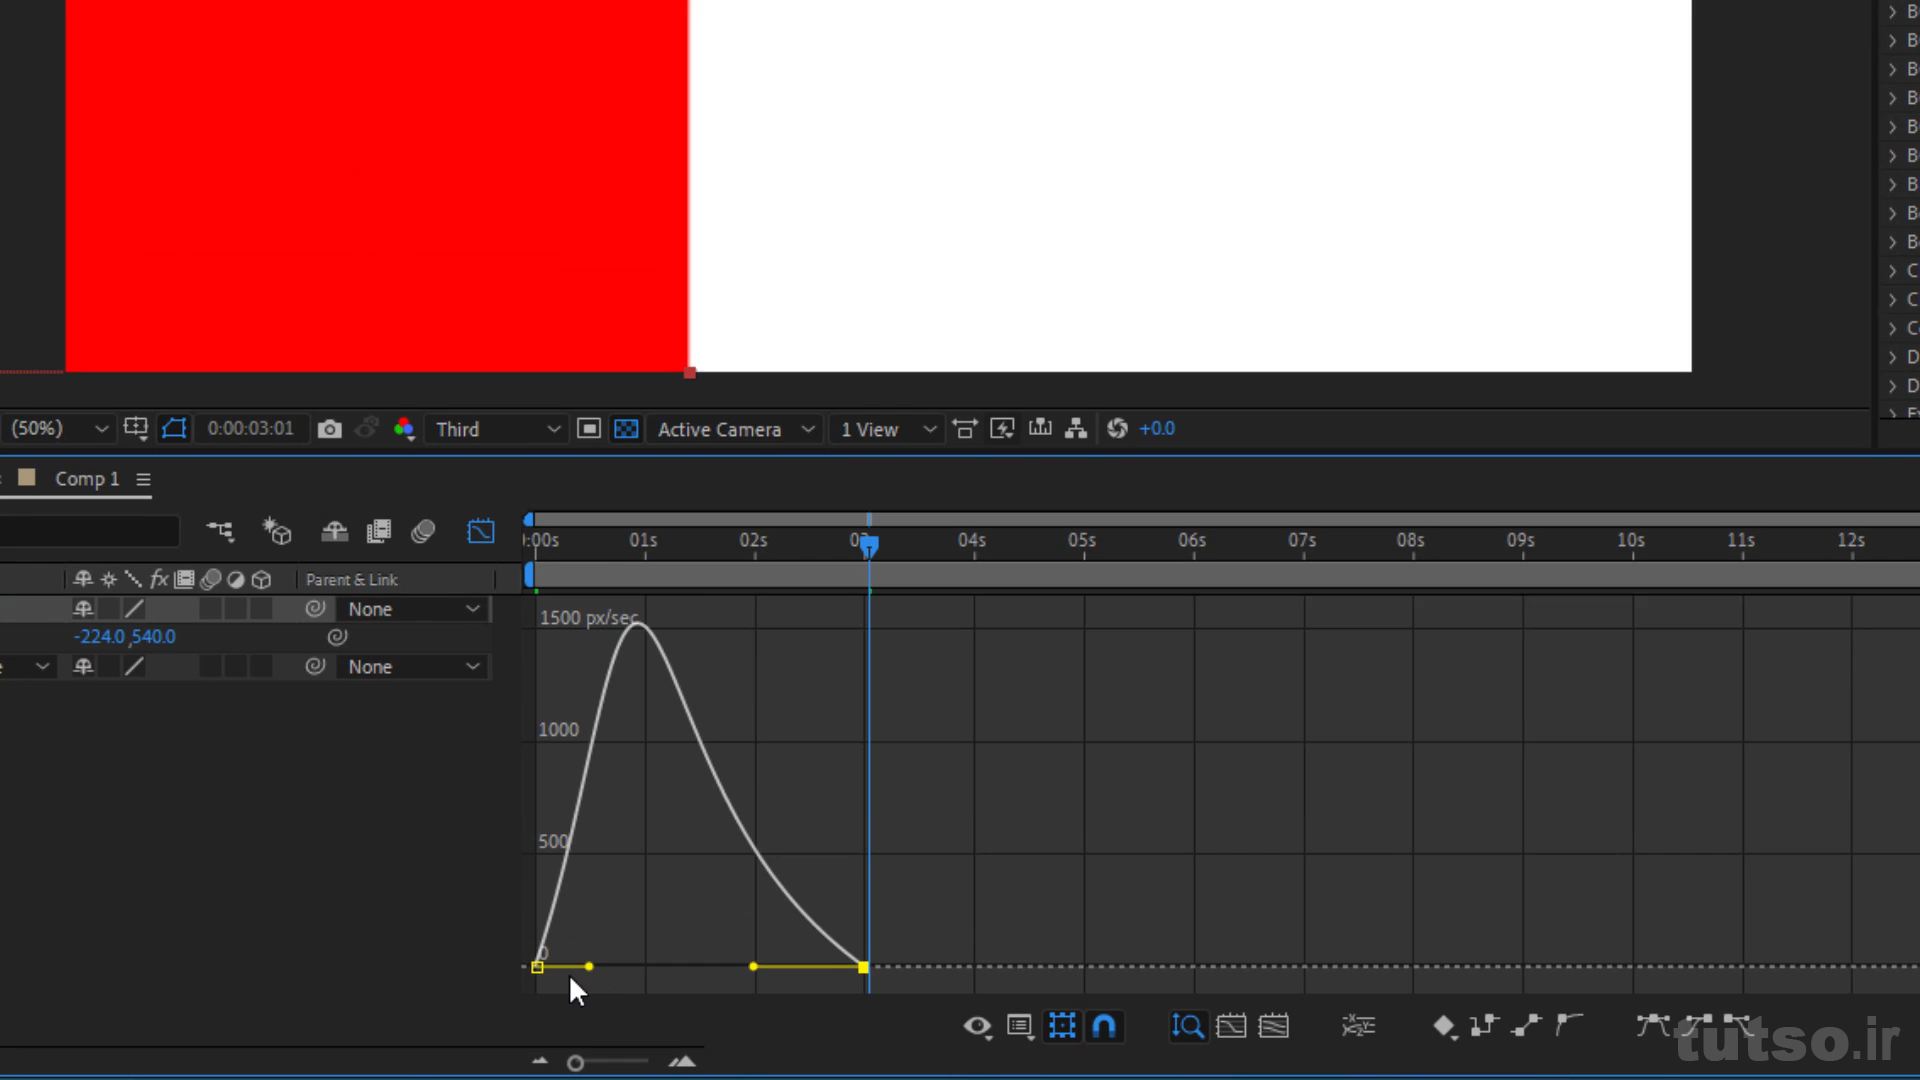 (50%)
0:00:03:01
Third
Active Camera
1 View
+0.0
Comp 1
:00s
01s
02s
04s
05s
06s
07s
08s
09s
10s
11s
12s
fx
Parent & Link
None
-224.0,540.0
None
1500 px/sec
1000
500
0
tutso.ir